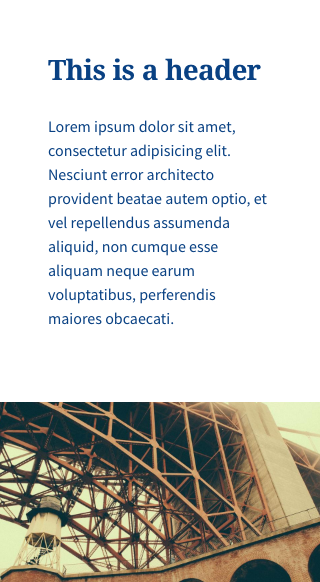 This is a header
Lorem ipsum dolor sit amet,
consectetur adipisicing elit.
Nesciunt error architecto
provident beatae autem optio, et
vel repellendus assumenda
aliquid, non cumque esse
aliquam neque earum
voluptatibus, perferendis
maiores obcaecati.